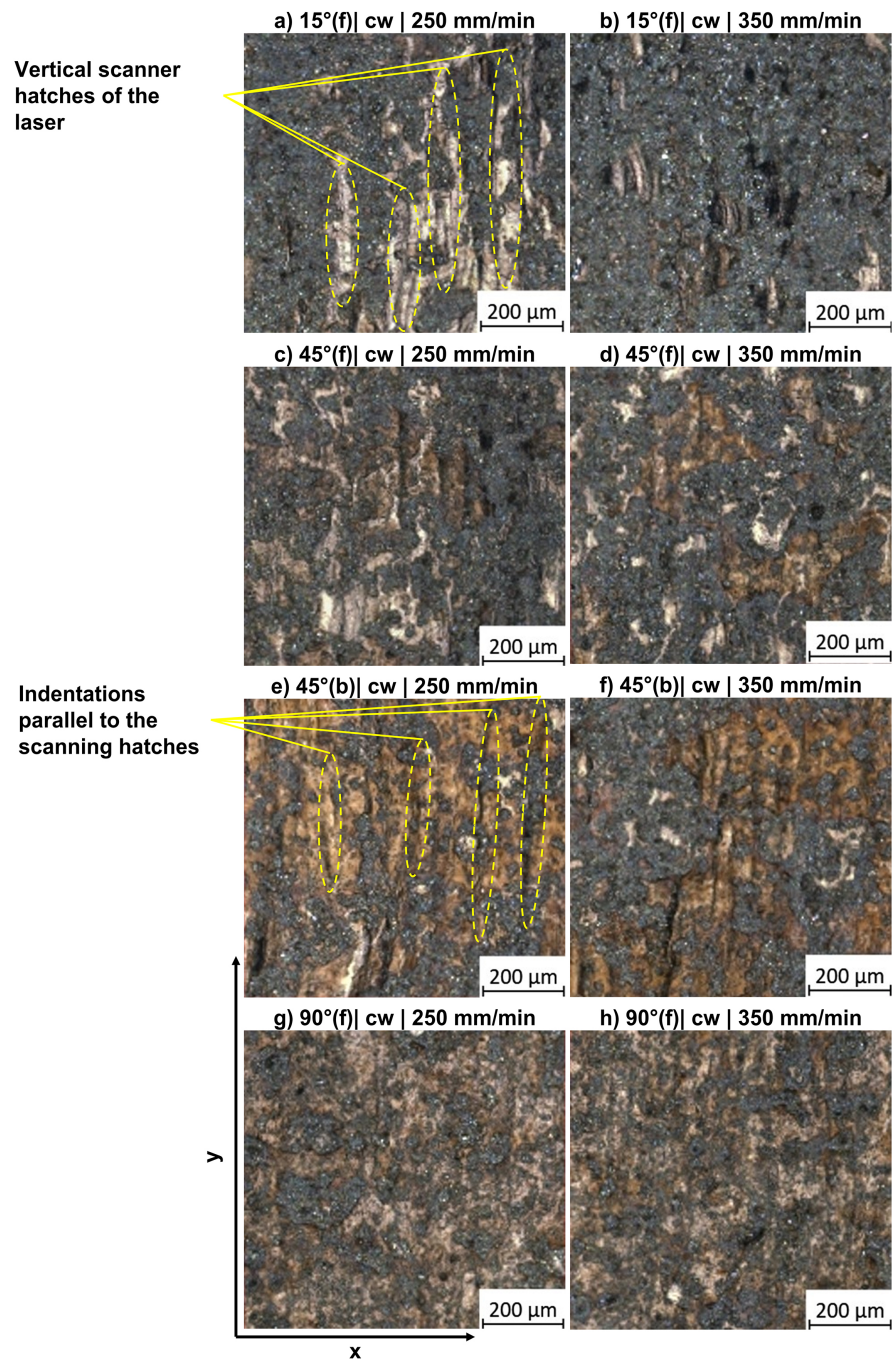 a) 15°(f)| cw | 250 mm/min
b) 15°(f)| cw | 350 mm/min
Vertical scanner
hatches of the
laser
200 µm
200 µm
c) 45°(f)| cw | 250 mm/min
d) 45°(f)| cw | 350 mm/min
200 µm
200 µm
Indentations
parallel to the
scanning hatches
e) 45°(b)| cw | 250 mm/min
f) 45°(b)| cw | 350 mm/min
200 µm
200 µm
g) 90°(f)| cw | 250 mm/min
h) 90°(f)| cw | 350 mm/min
y
200 µm
200 µm
x